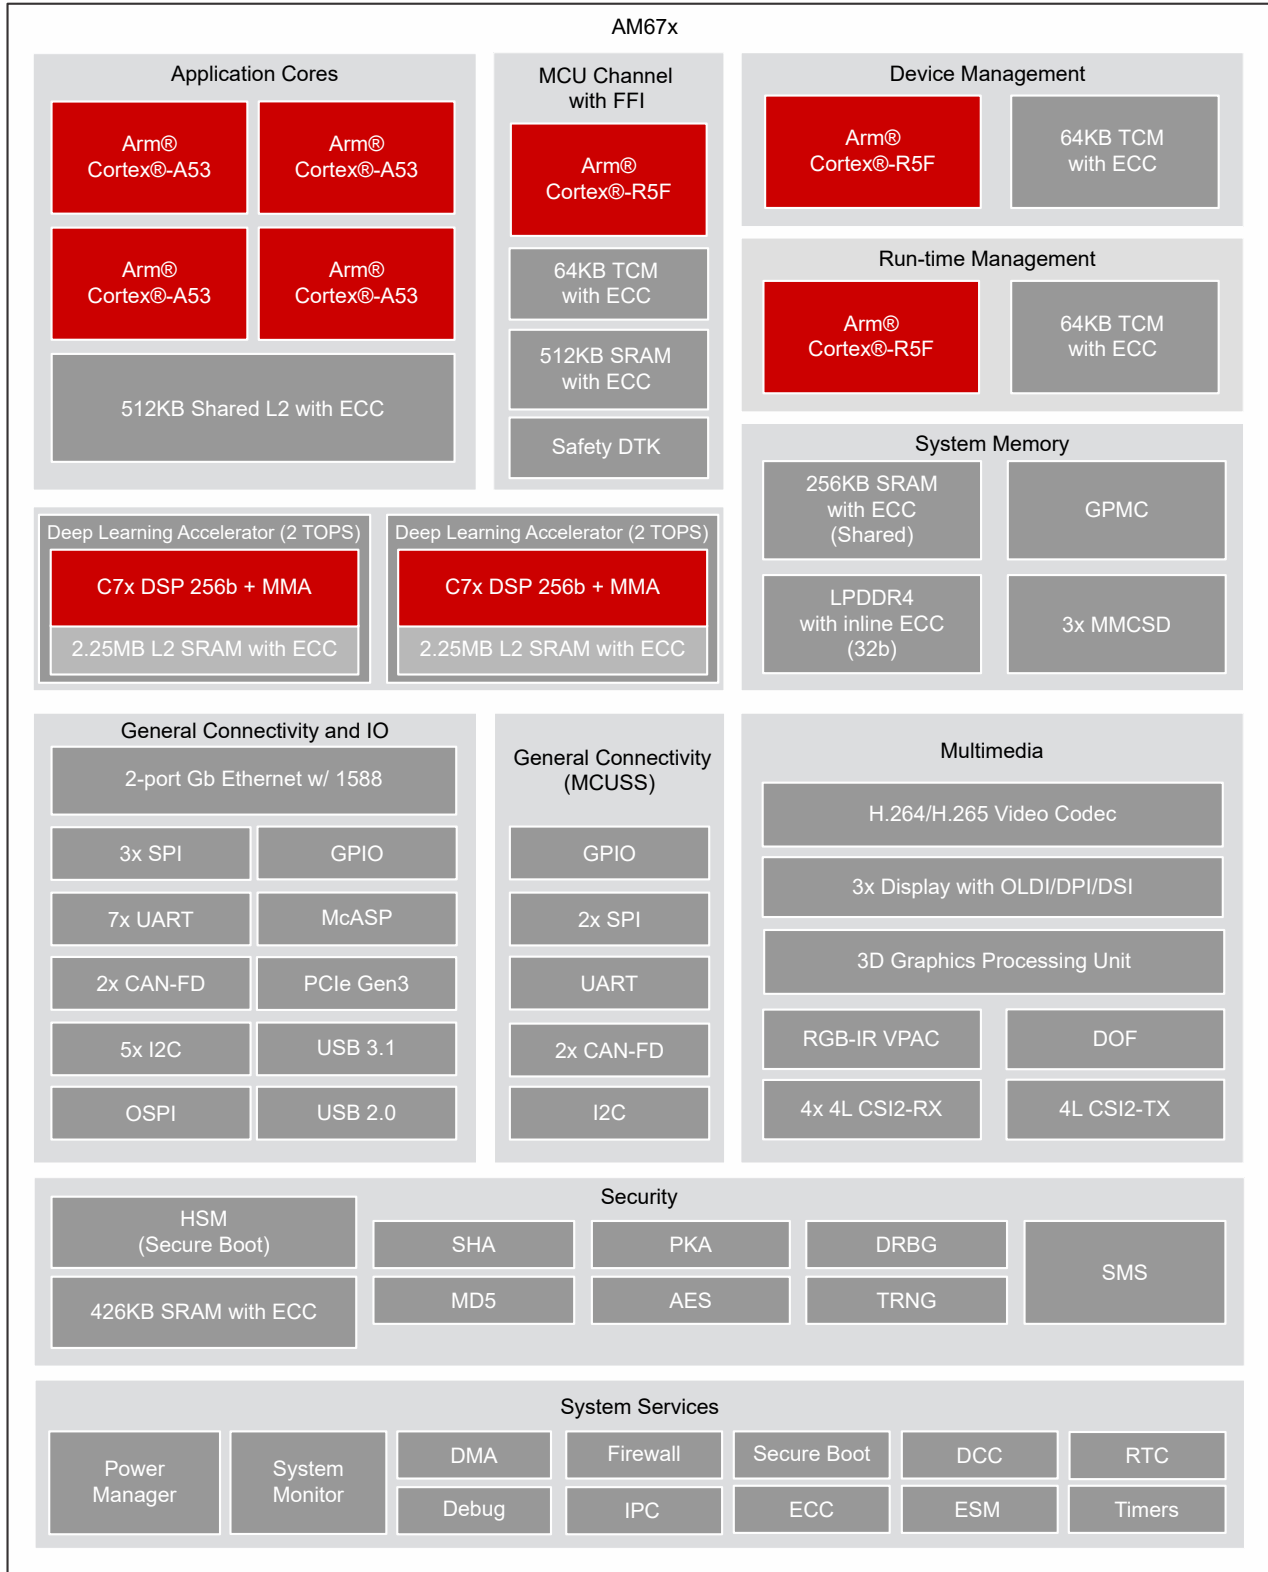 AM67x
Application Cores
Arm®
Cortex®-A53
Arm®
Cortex®-A53
Arm®
Cortex®-A53
Arm®
Cortex®-A53
512KB Shared L2 with ECC
MCU Channel
with FFI
Arm®
Cortex®-R5F
64KB TCM
with ECC
512KB SRAM
with ECC
Safety DTK
Device Management
Arm®
Cortex®-R5F
64KB TCM
with ECC
Run-time Management
Arm®
Cortex®-R5F
64KB TCM
with ECC
System Memory
256KB SRAM
with ECC
(Shared)
GPMC
LPDDR4
with inline ECC
(32b)
3x MMCSD
Deep Learning Accelerator (2 TOPS)
C7x DSP 256b + MMA
2.25MB L2 SRAM with ECC
Deep Learning Accelerator (2 TOPS)
C7x DSP 256b + MMA
2.25MB L2 SRAM with ECC
General Connectivity and IO
2-port Gb Ethernet w/ 1588
3x SPI
GPIO
7x UART
McASP
2x CAN-FD
PCIe Gen3
5x I2C
USB 3.1
OSPI
USB 2.0
General Connectivity
(MCUSS)
GPIO
2x SPI
UART
2x CAN-FD
I2C
Multimedia
H.264/H.265 Video Codec
3x Display with OLDI/DPI/DSI
3D Graphics Processing Unit
RGB-IR VPAC
DOF
4x 4L CSI2-RX
4L CSI2-TX
Security
HSM
(Secure Boot)
426KB SRAM with ECC
SHA
PKA
DRBG
MD5
AES
TRNG
SMS
System Services
Power
Manager
System
Monitor
DMA
Firewall
Secure Boot
DCC
RTC
Debug
IPC
ECC
ESM
Timers